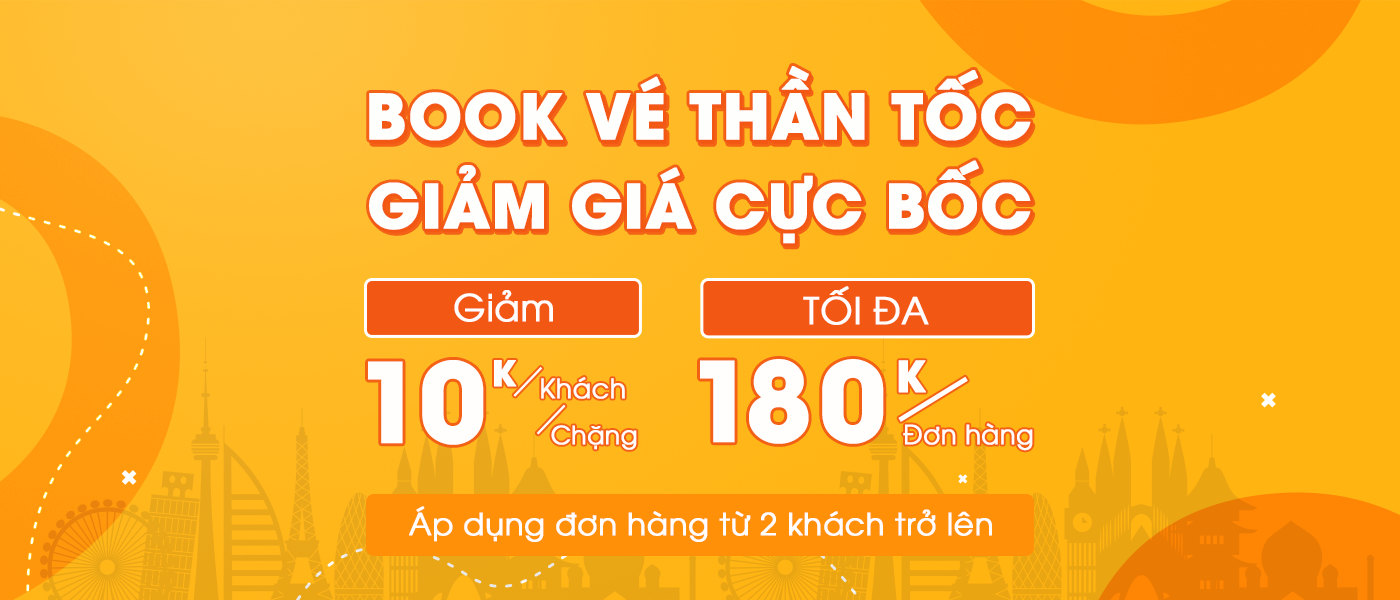 BOOK VÉ THẦN TỐC
GIẢM GIÁ CỰC BỐC
Giảm
10K/Khách
/Chặng
TỐI ĐA
180K/
Đơn hàng
Áp dụng đơn hàng từ 2 khách trở lên